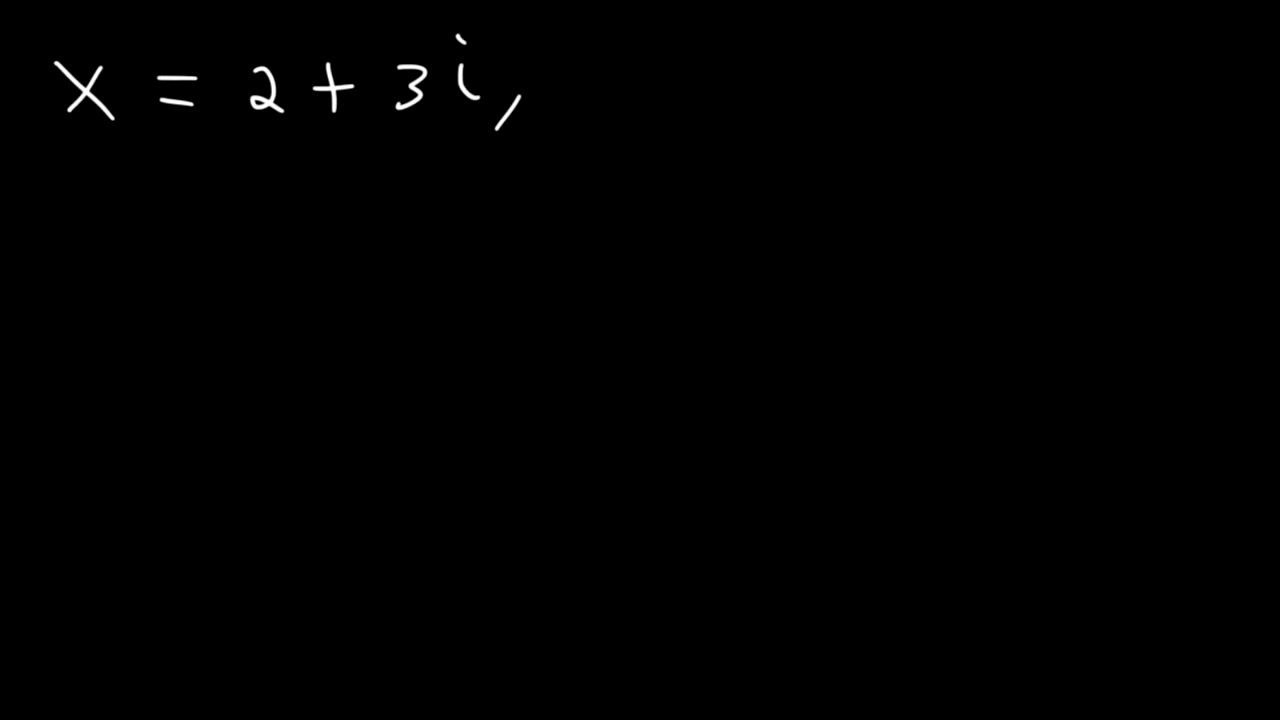 x = 2 + 3i,